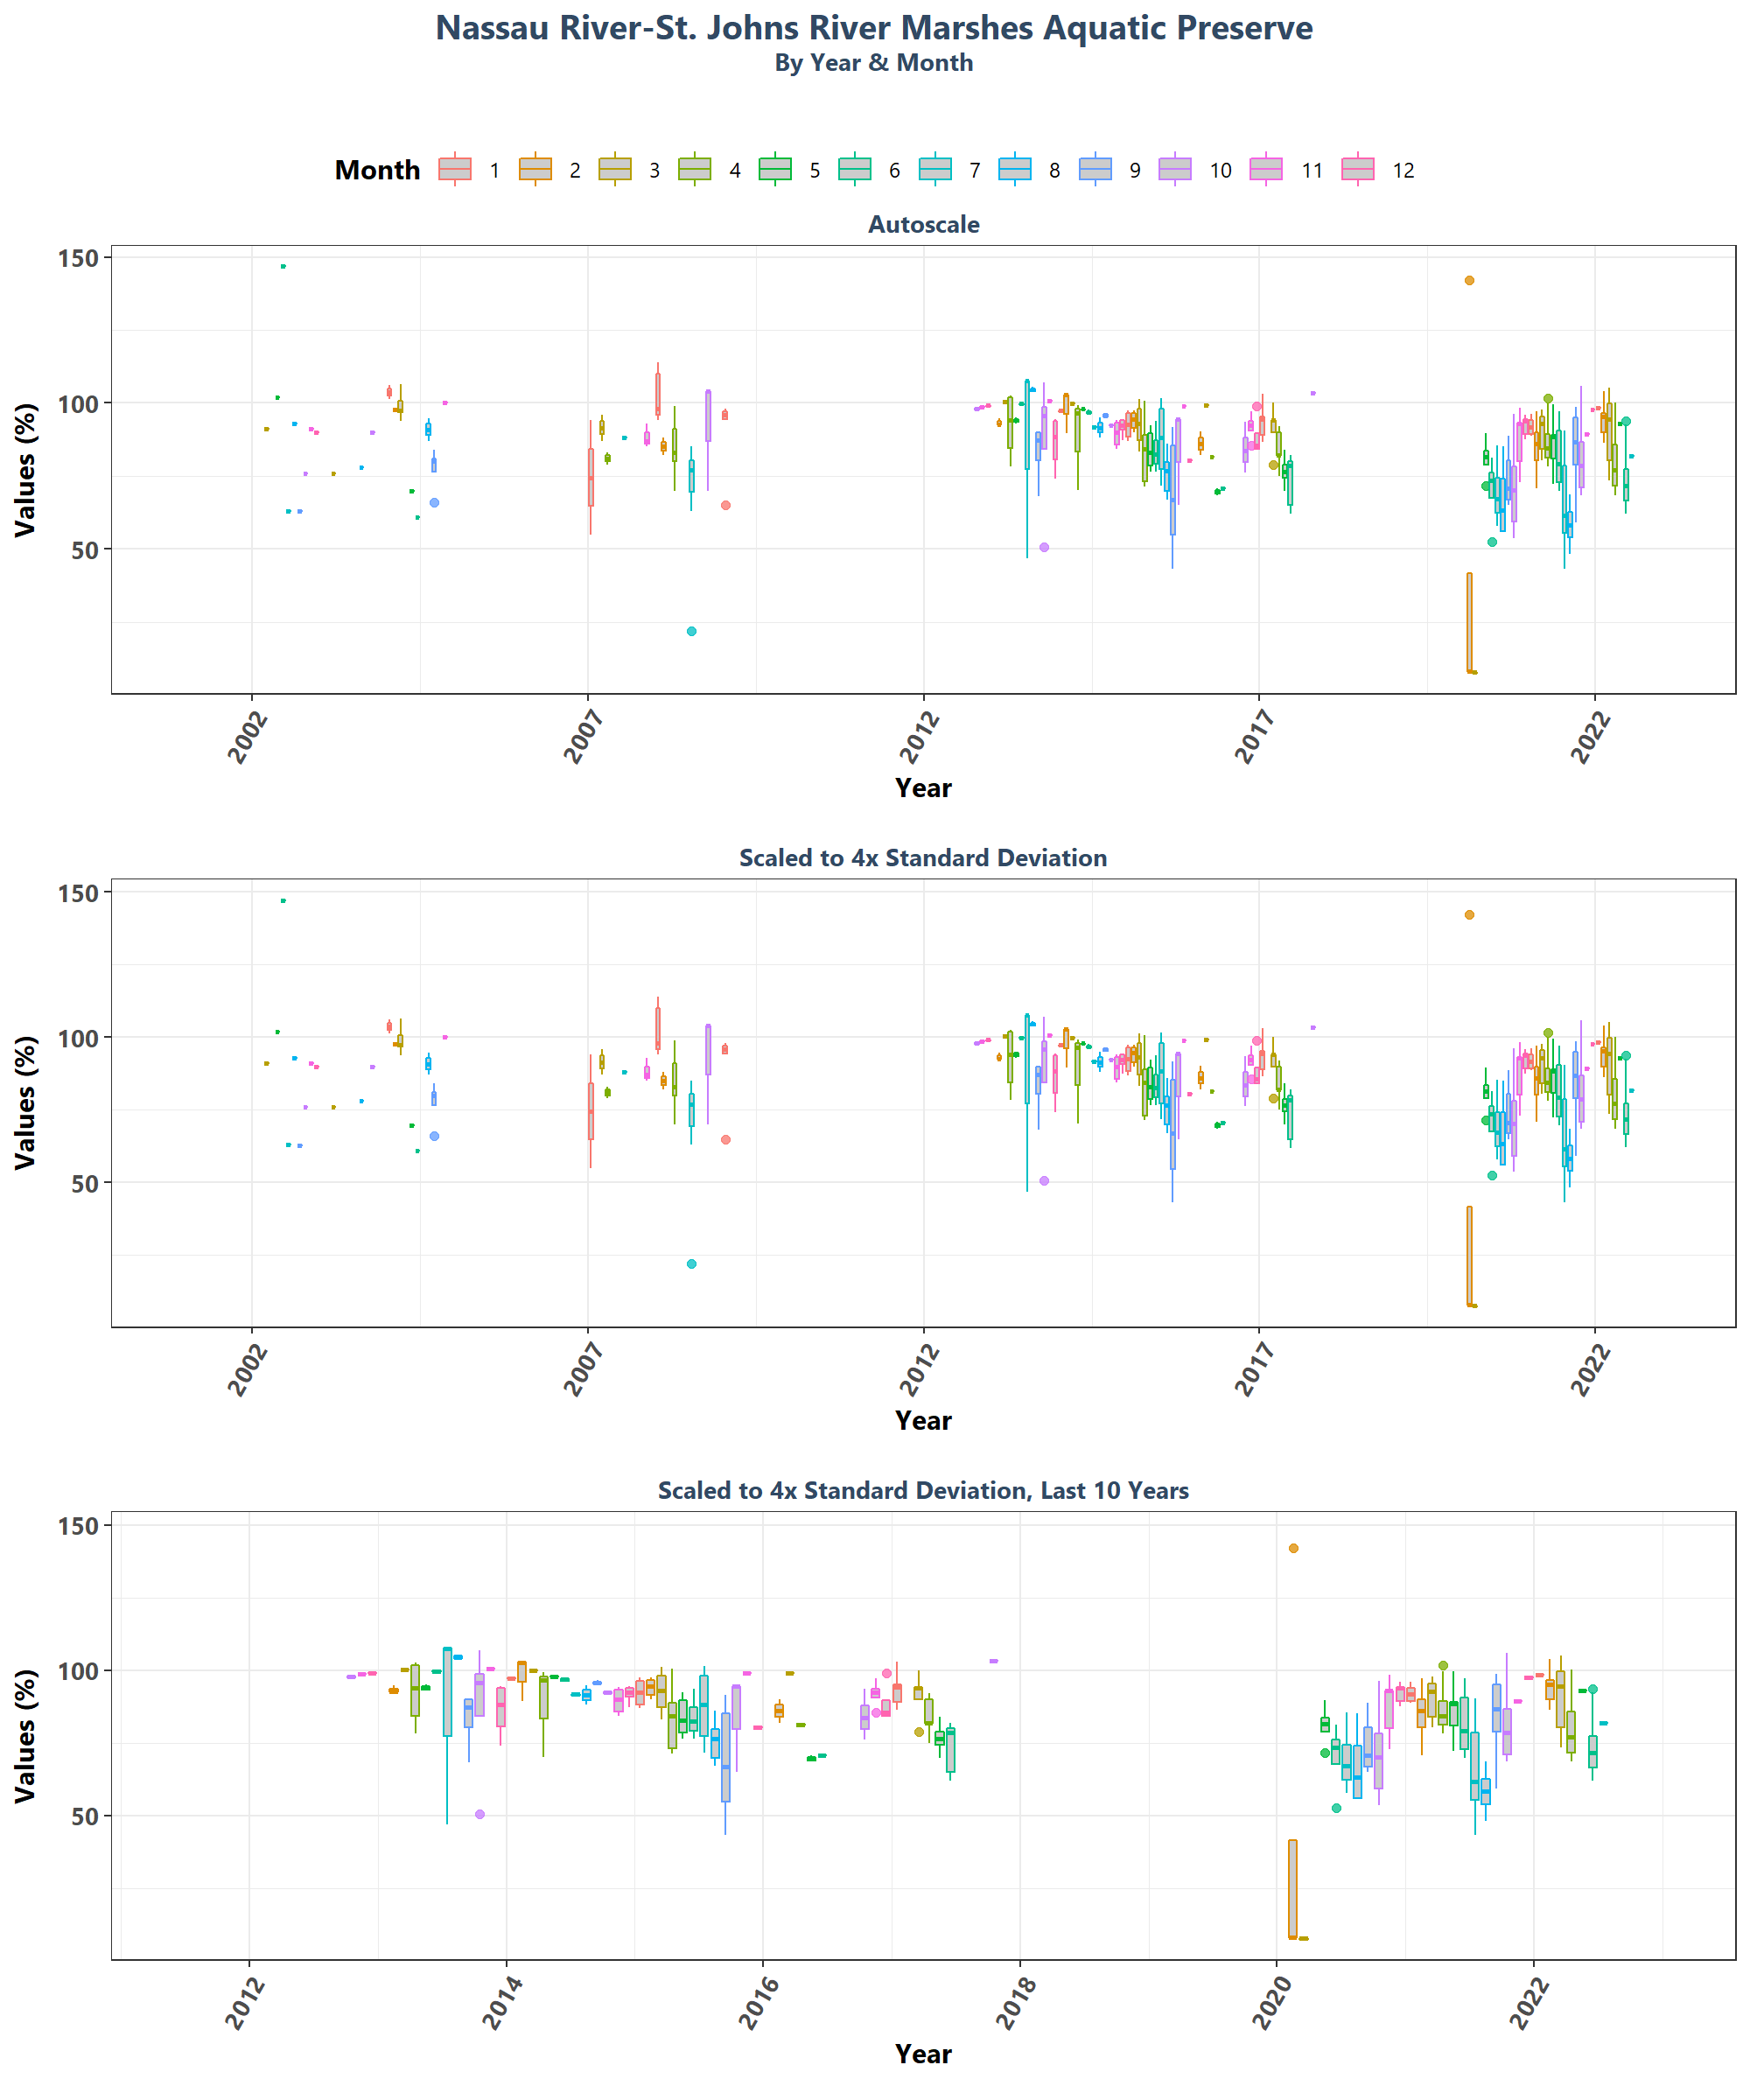 Nassau River-St. Johns River Marshes Aquatic Preserve
By Year & Month
Month 1 2 3 4 5 6 7 8 9 10 11 12
Autoscale
Values (%)
150
100
50
2002 2007 2012 2017 2022
Year
Scaled to 4x Standard Deviation
Values (%)
150
100
50
2002 2007 2012 2017 2022
Year
Scaled to 4x Standard Deviation, Last 10 Years
Values (%)
150
100
50
2012 2014 2016 2018 2020 2022
Year